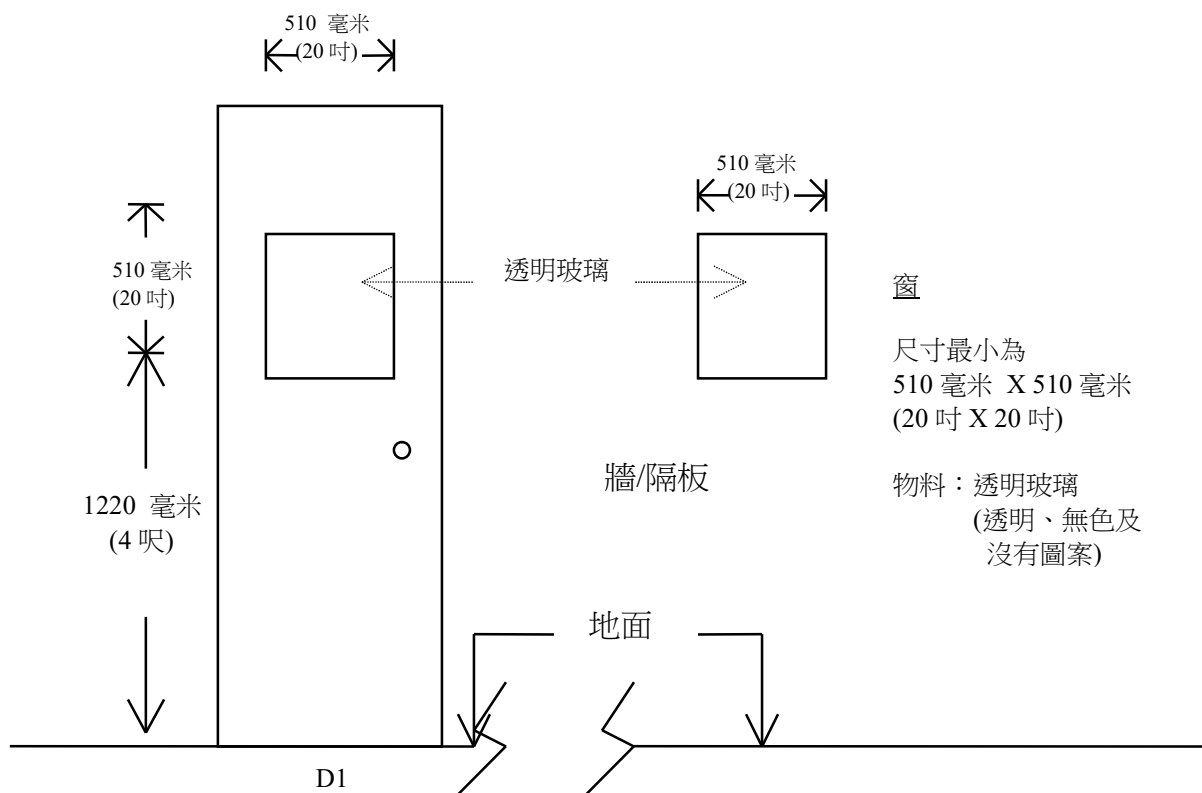 510 毫米
(20 吋)
510 毫米
(20 吋)
510 毫米
(20 吋)
透明玻璃
窗
尺寸最小為
510 毫米 X 510 毫米
(20 吋 X 20 吋)
牆/隔板
物料：透明玻璃
(透明、無色及
沒有圖案)
1220 毫米
(4 呎)
地面
D1